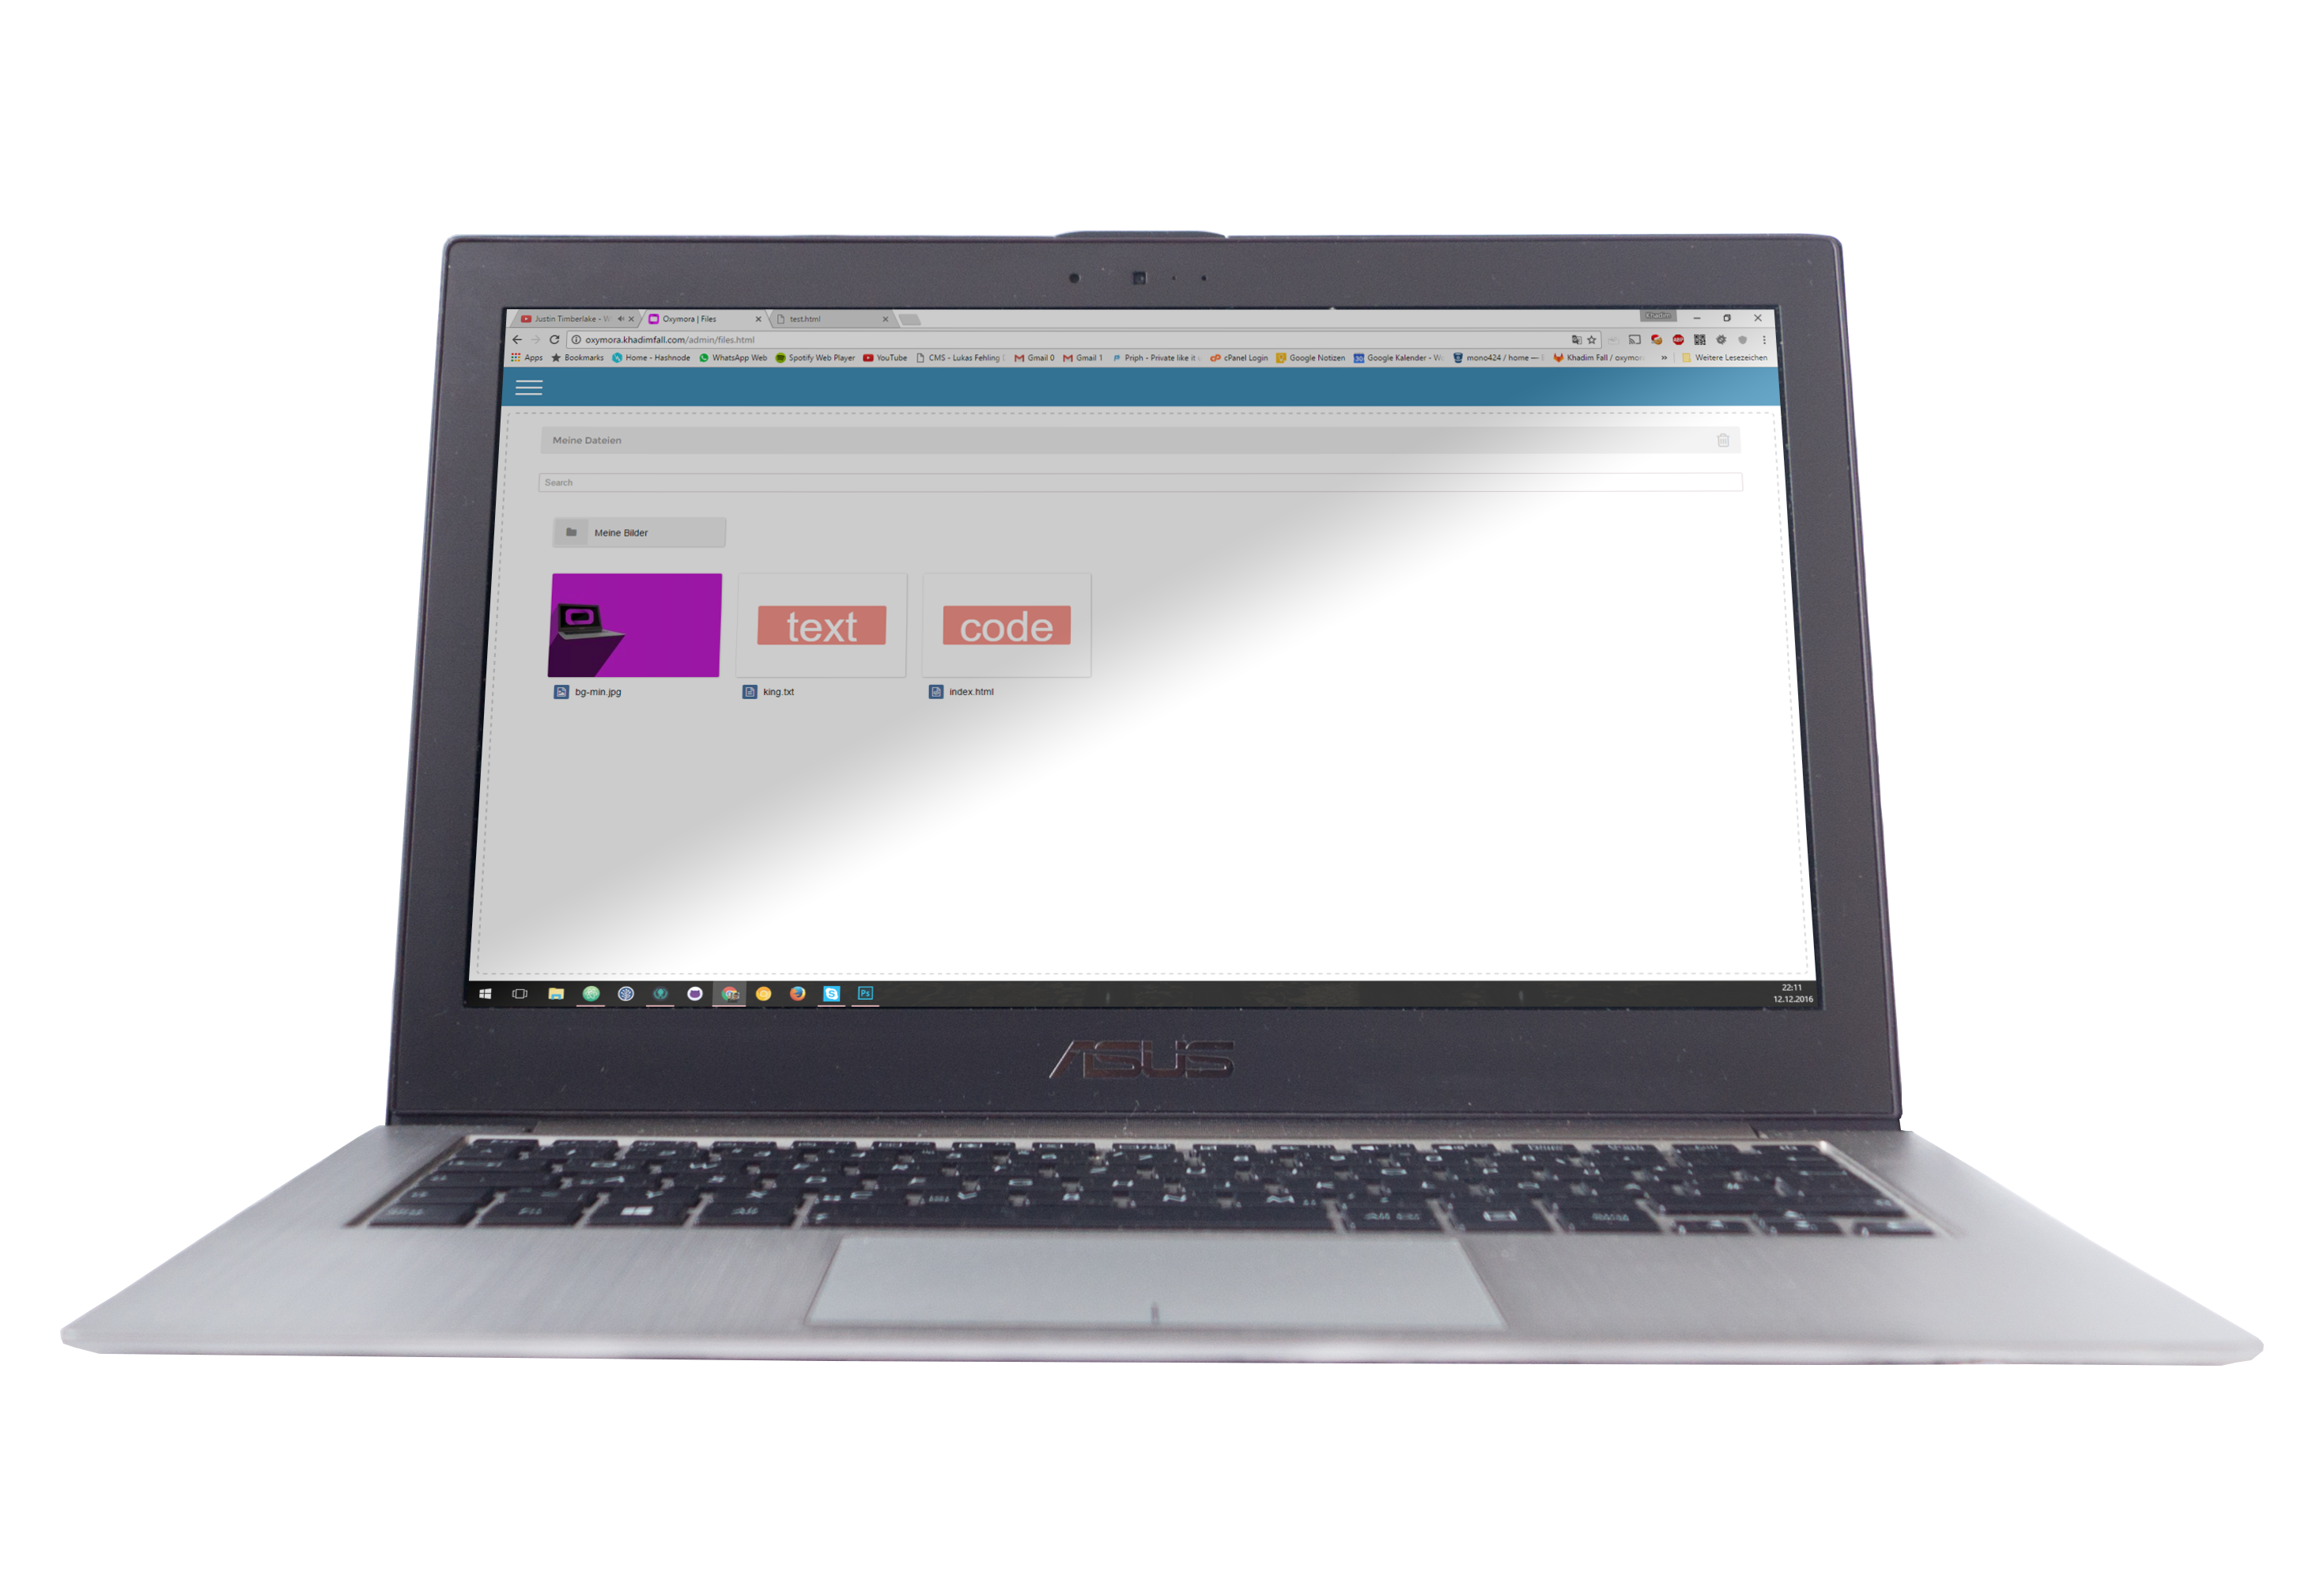 Justin Timberlake - W
Oxymora | Files
test.html
Khadim
oxymora.khadimfall.com/admin/files.html
Apps Bookmarks Home - Hashnode WhatsApp Web Spotify Web Player YouTube CMS - Lukas Fehling Gmail 0 Gmail 1 Priph - Private like it cPanel Login Google Notizen Google Kalender - W mono424 / home — Khadim Fall / oxymor » Weitere Lesezeichen
Meine Dateien
Search
Meine Bilder
text
code
bg-min.jpg
king.txt
index.html
S
Ps
22:11
12.12.2016
ASUS